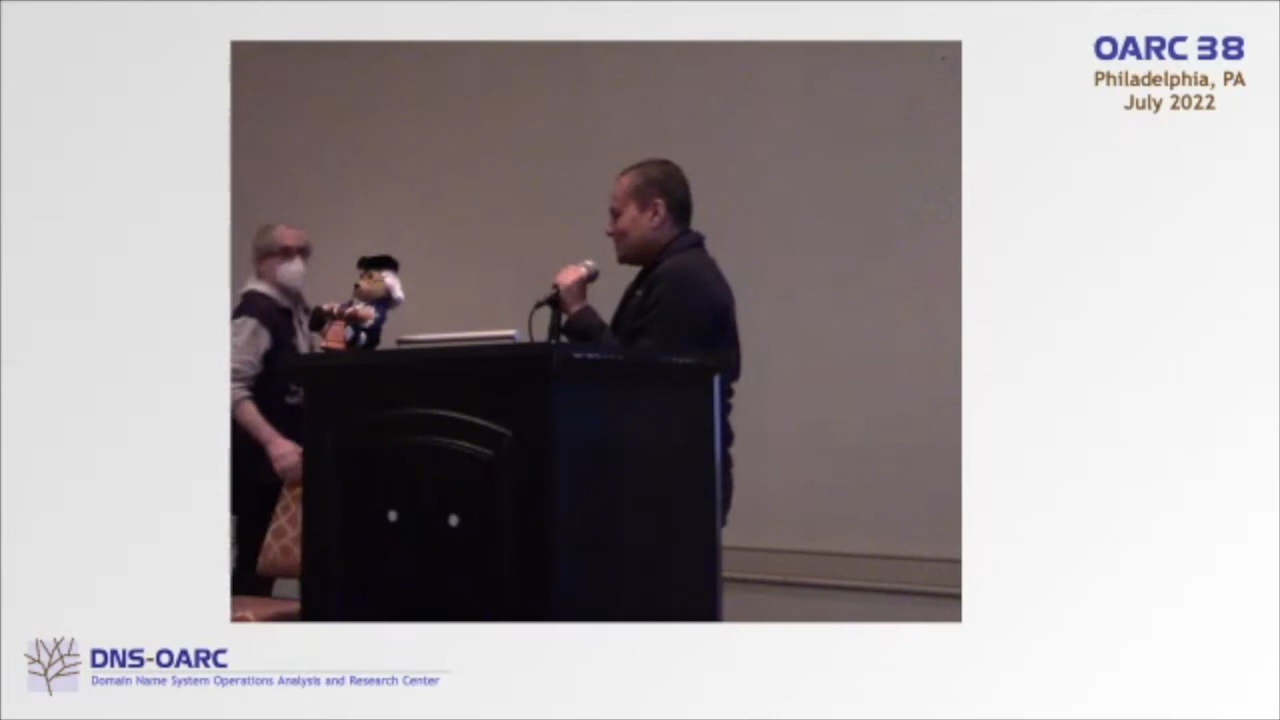 OARC 38
Philadelphia, PA
July 2022
DNS-OARC
Domain Name System Operations Analysis and Research Center